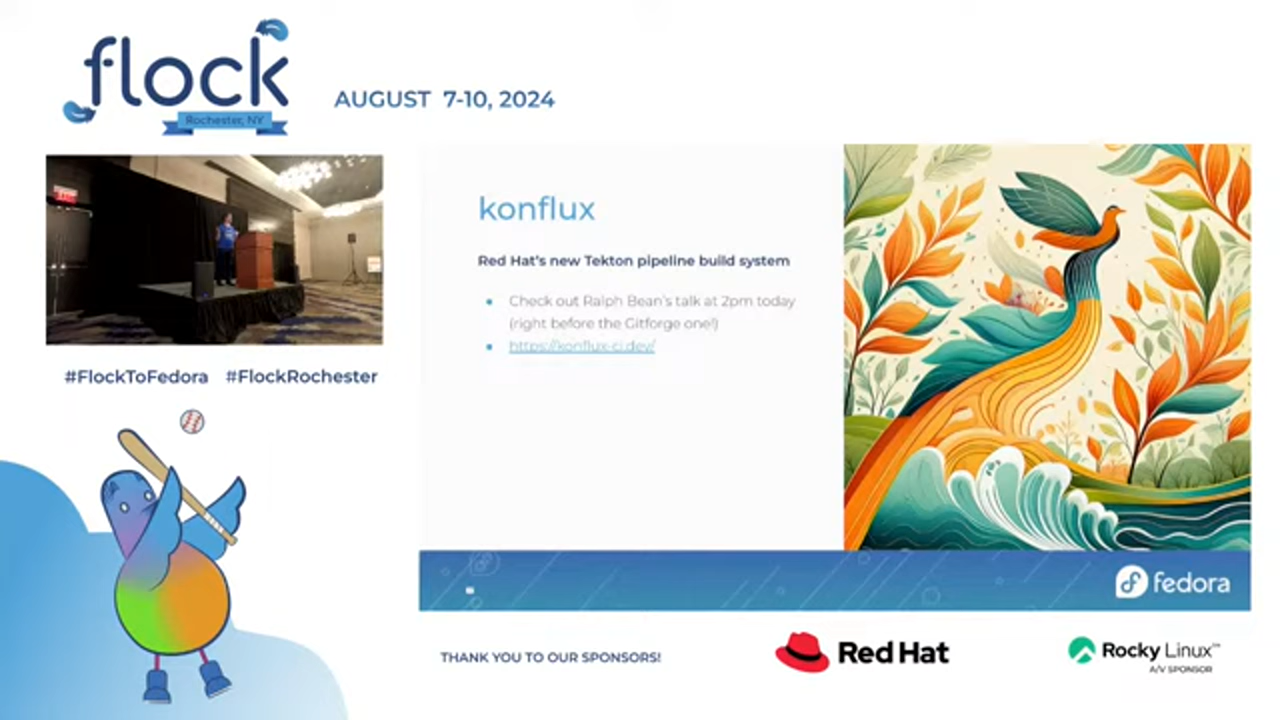 flock
Rochester, NY
AUGUST 7-10, 2024
#FlockToFedora #FlockRochester
konflux
Red Hat's new Tekton pipeline build system
Check out Ralph Bean's talk at 2pm today
(right before the Gitforge one!)
https://konflux-ci.dev/
fedora
THANK YOU TO OUR SPONSORS!
Red Hat
Rocky Linux™
A/V SPONSOR